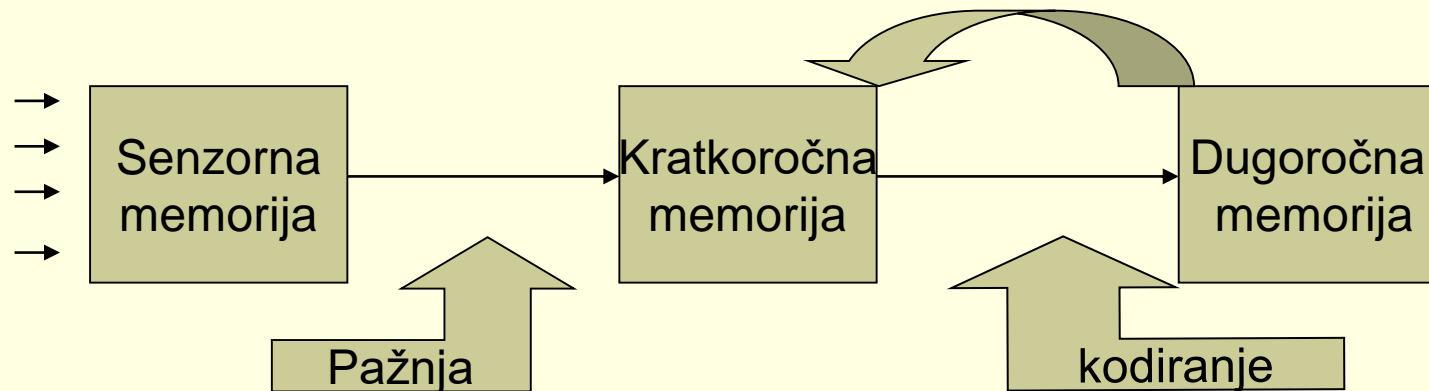 Senzorna
memorija
Kratkoročna
memorija
Dugoročna
memorija
Pažnja
kodiranje